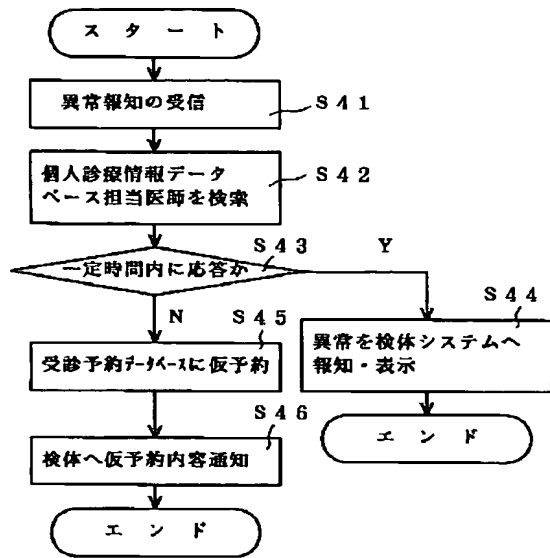 スタート
異常報知の受信
S41
個人診療情報データ
ベース担当医師を検索
S42
一定時間内に応答か
S43
Y
N
S44
異常を検体システムへ
報知・表示
エンド
S45
受診予約データベースに仮予約
S46
検体へ仮予約内容通知
エンド